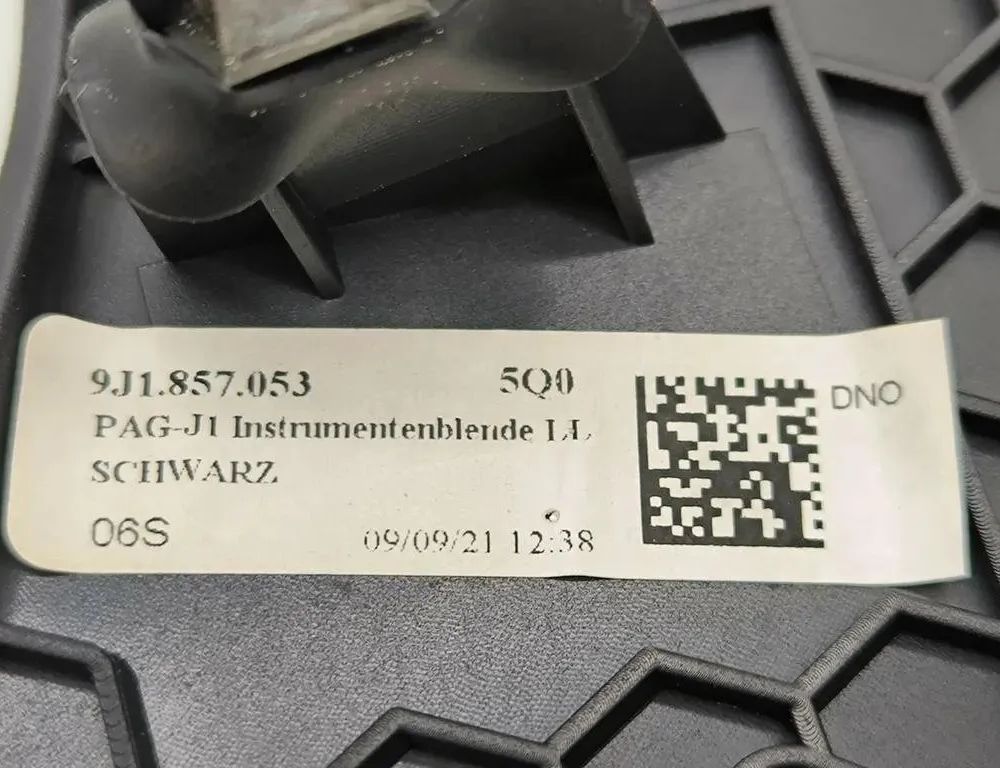 9J1.857.053 5Q0
PAG-J1 Instrumentenblende LL
SCHWARZ
06S 09/09/21 12:38
DNO